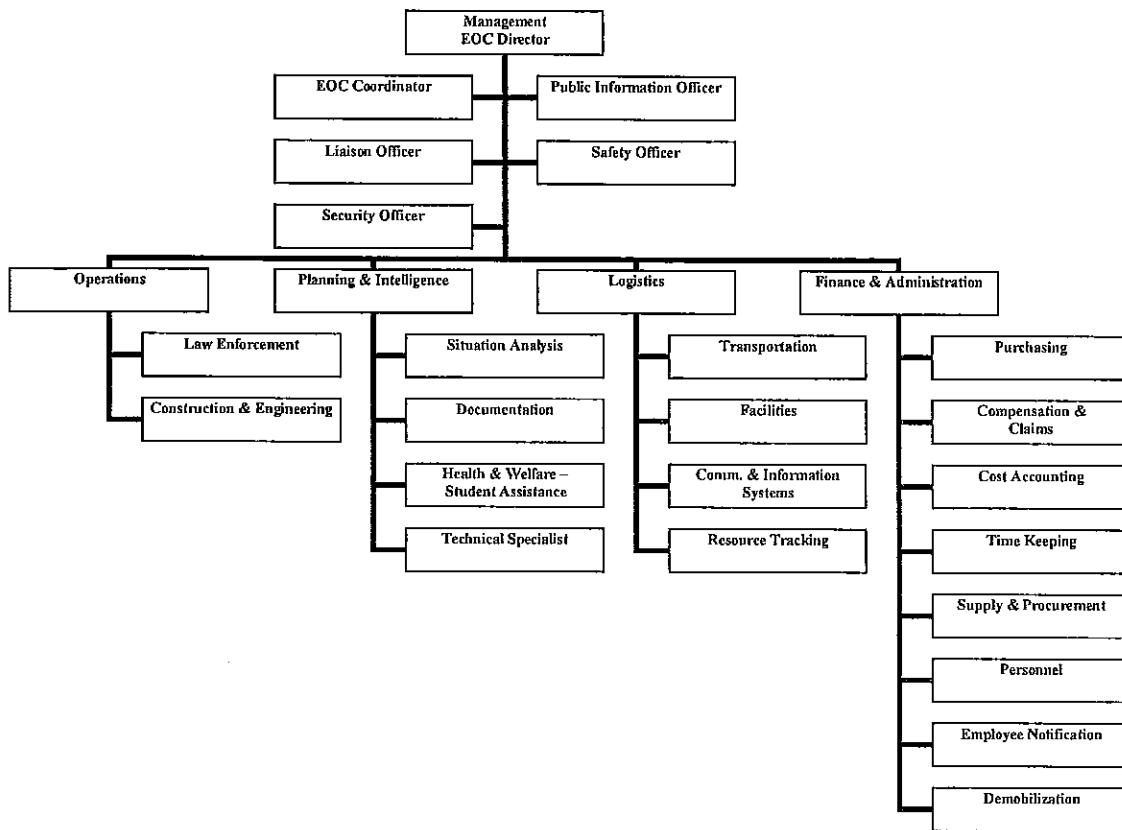 Management
EOC Director
EOC Coordinator
Public Information Officer
Liaison Officer
Safety Officer
Security Officer
Operations
Planning & Intelligence
Logistics
Finance & Administration
Law Enforcement
Situation Analysis
Transportation
Purchasing
Construction & Engineering
Documentation
Facilities
Compensation &
Claims
Health & Welfare –
Student Assistance
Comm. & Information
Systems
Cost Accounting
Technical Specialist
Resource Tracking
Time Keeping
Supply & Procurement
Personnel
Employee Notification
Demobilization